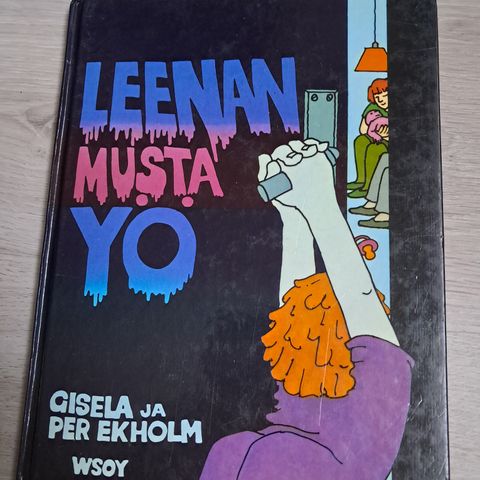 LEENAN
MUSTA
YÖ
GISELA JA
PER EKHOLM
WSOY